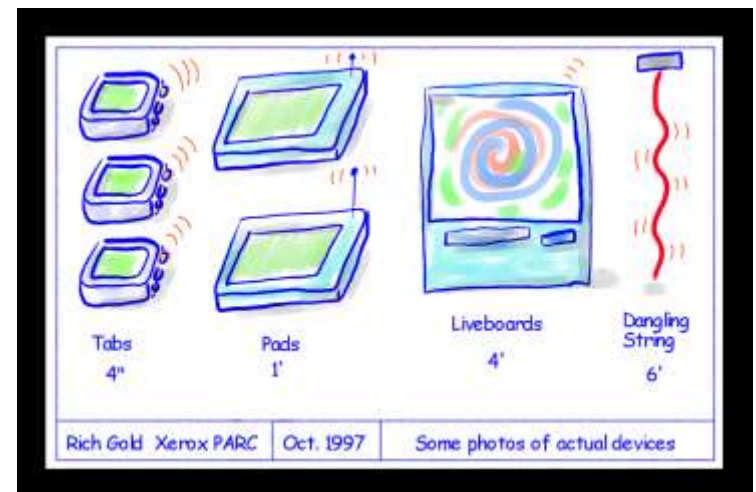 Tabs
4"
Pads
1'
Liveboards
4'
Dangling
String
6'
Rich Gold Xerox PARC
Oct. 1997
Some photos of actual devices